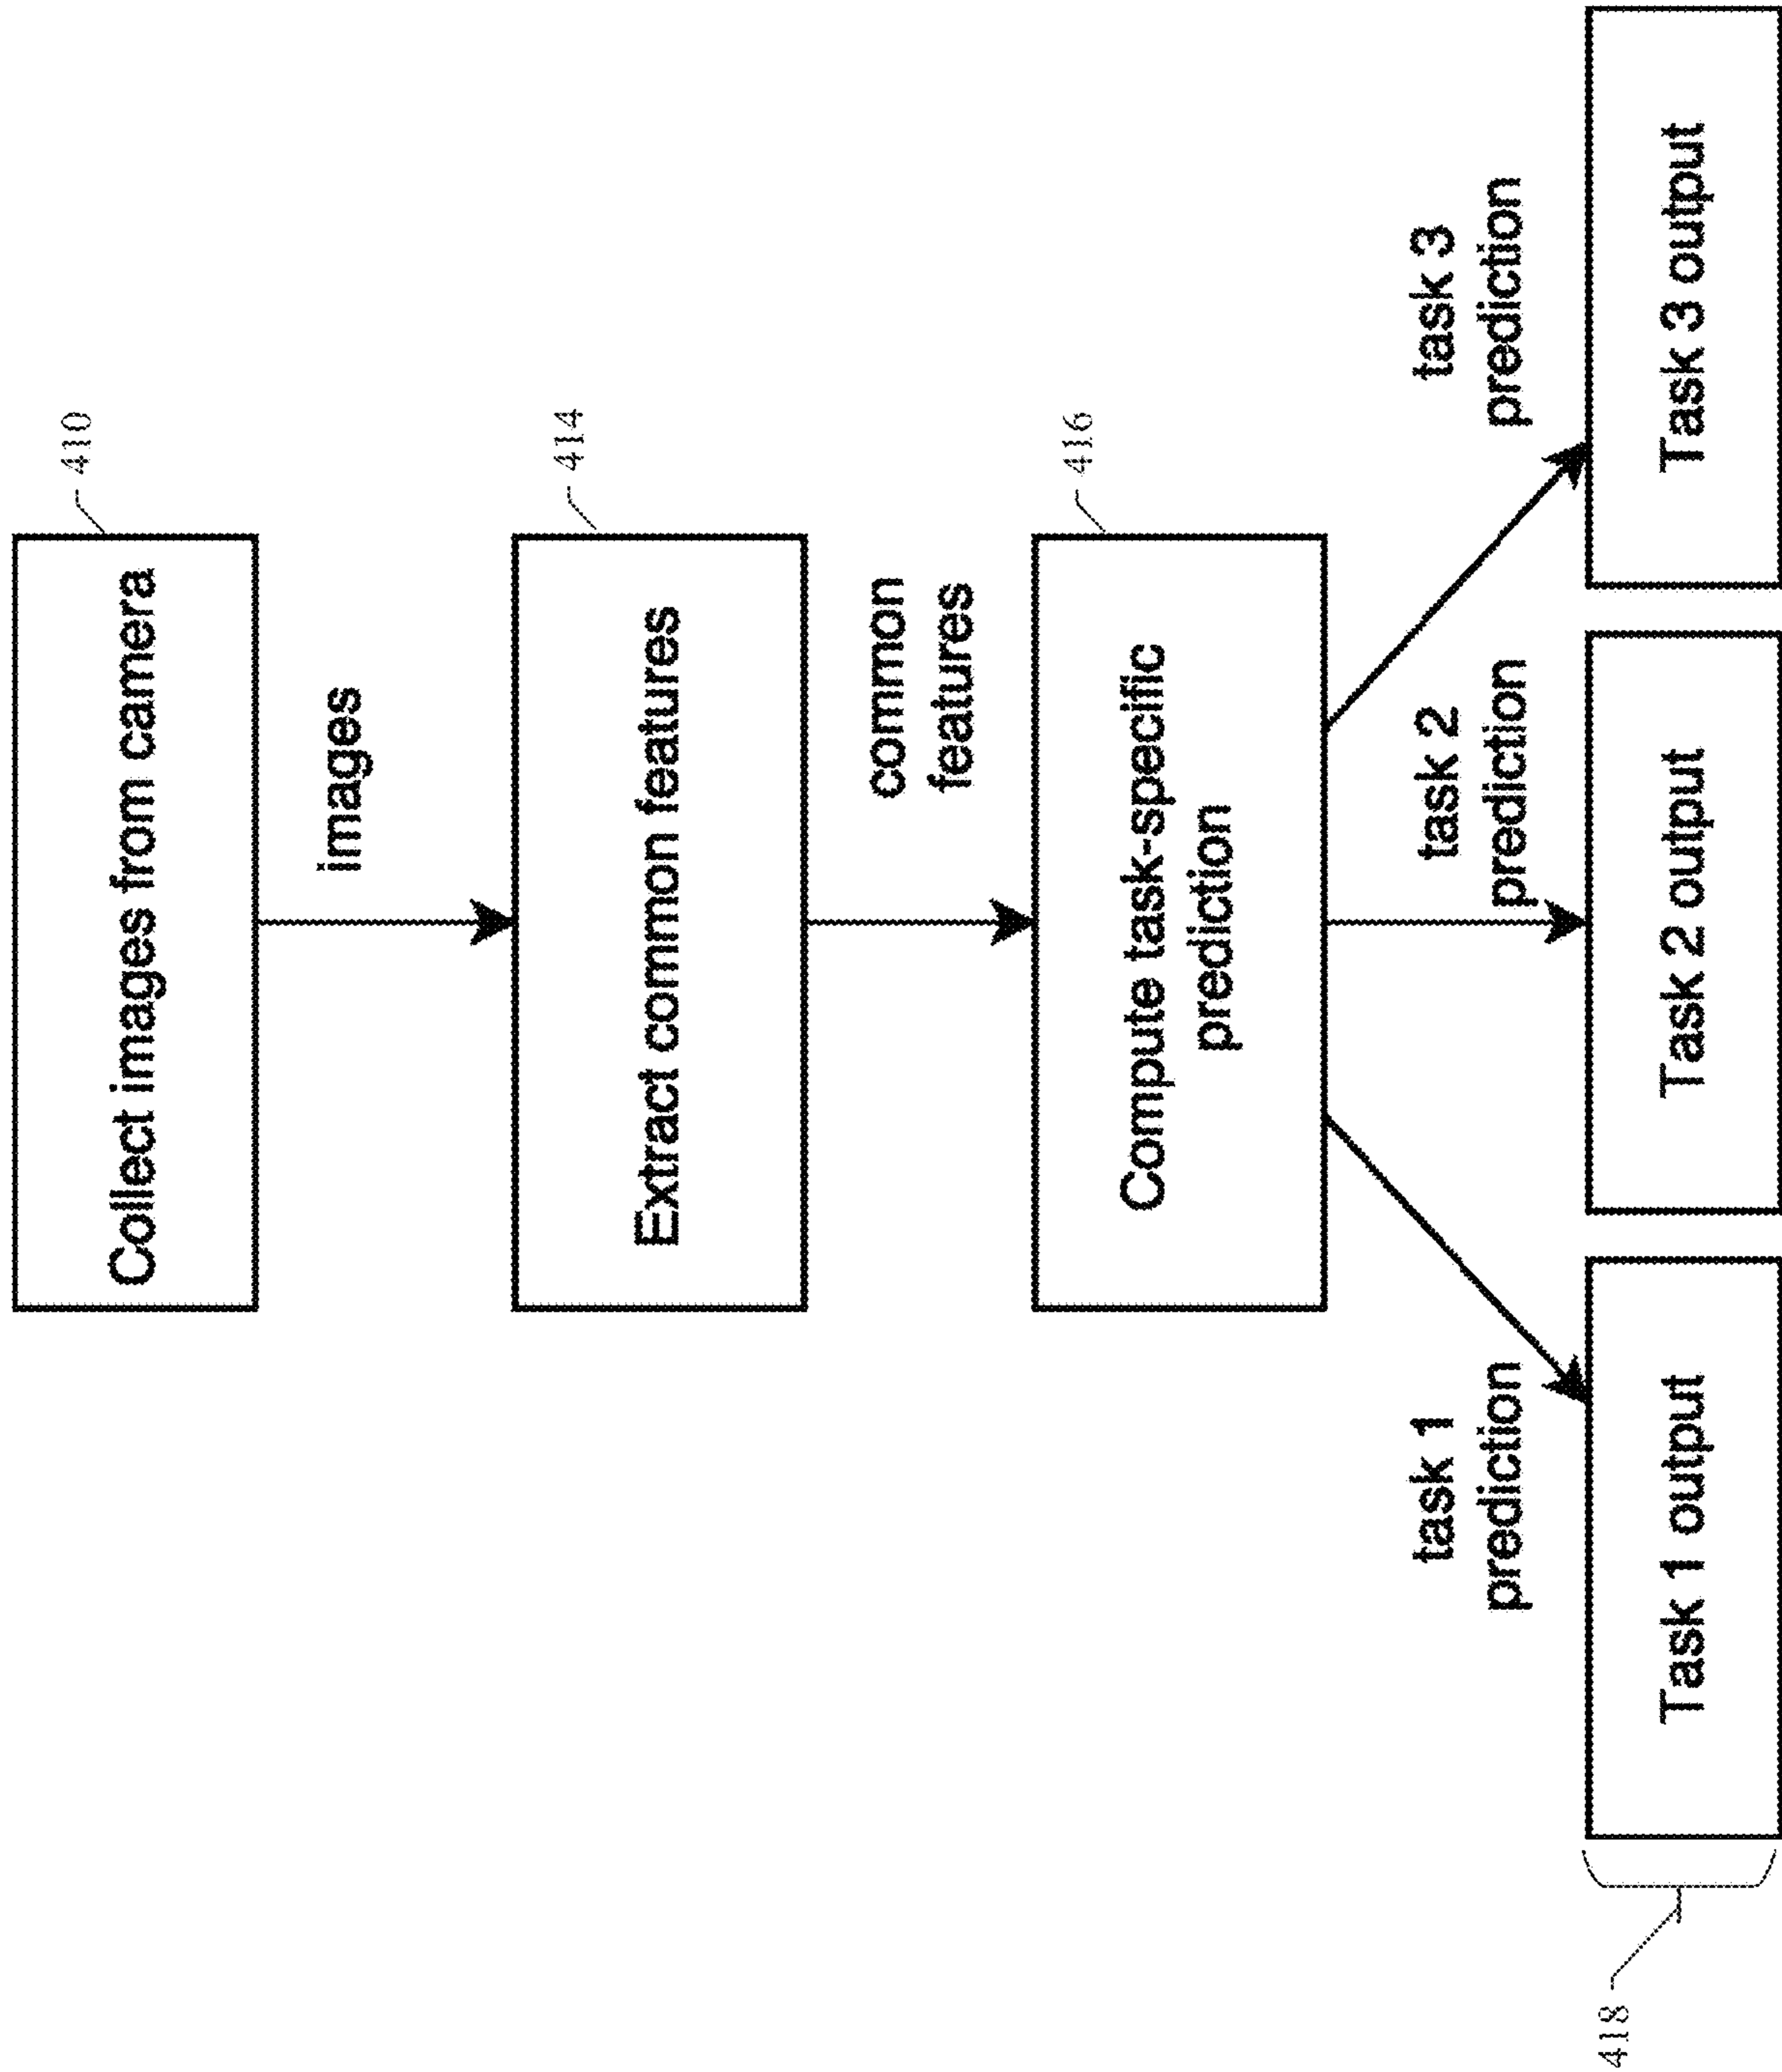 Collect images from camera
410
images
Extract common features
414
common
features
Compute task-specific
prediction
416
task 1
prediction
task 2
prediction
task 3
prediction
Task 1 output
Task 2 output
Task 3 output
418